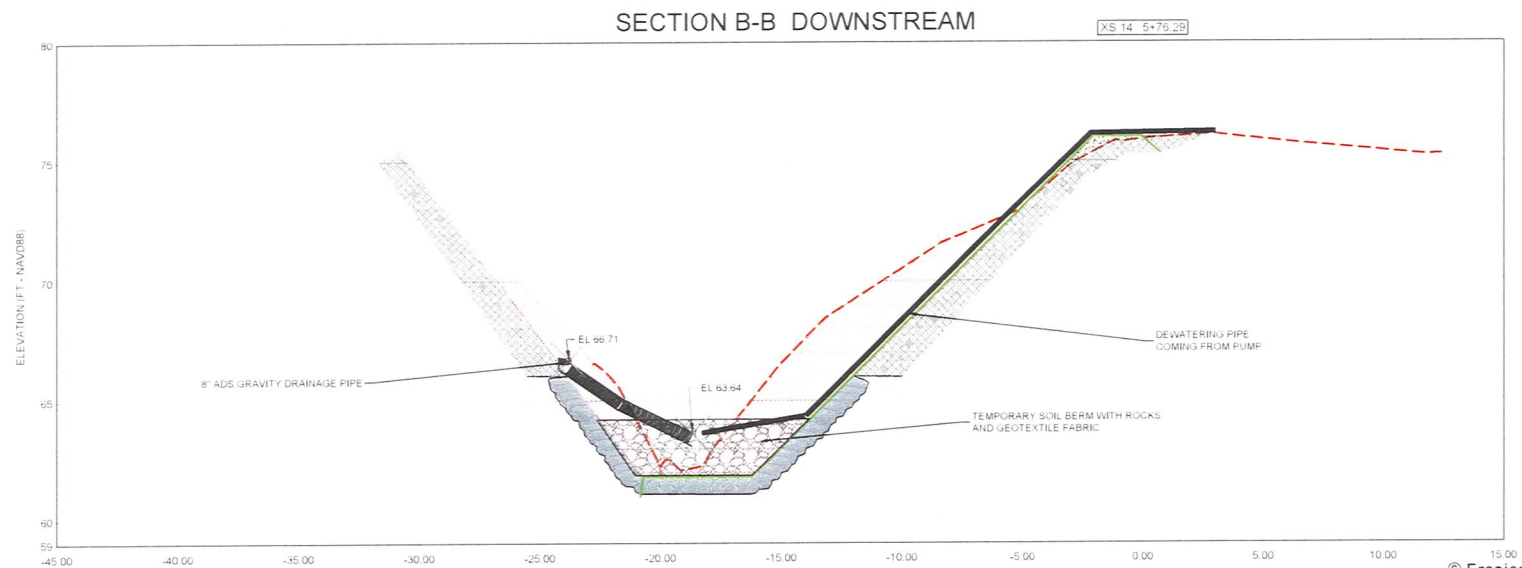 SECTION B-B DOWNSTREAM
XS 14 5+76.29
80
75
70
65
60
59
ELEVATION (FT - NAVD88)
EL 66.71
8" ADS GRAVITY DRAINAGE PIPE
EL 63.64
DEWATERING PIPE
COMING FROM PUMP
TEMPORARY SOIL BERM WITH ROCKS
AND GEOTEXTILE FABRIC
-45.00 -40.00 -35.00 -30.00 -25.00 -20.00 -15.00 -10.00 -5.00 0.00 5.00 10.00 15.00
©